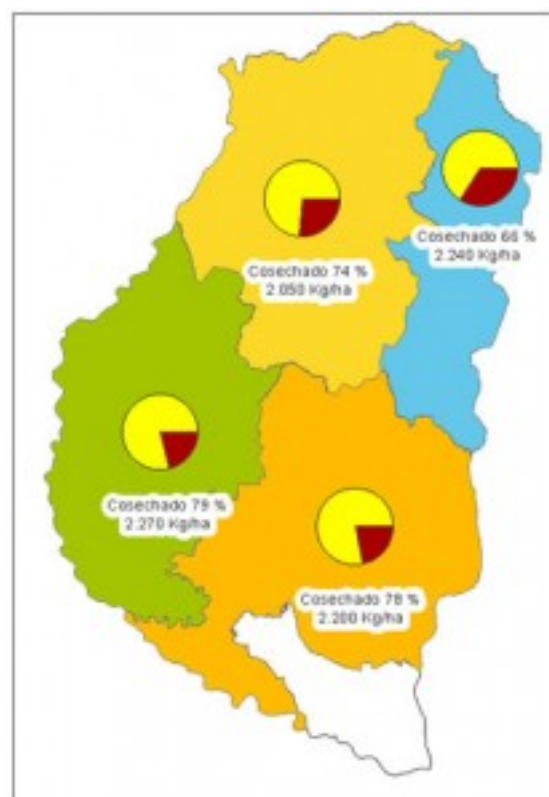 Cosechado 66 %
2.240 Kg/ha
Cosechado 74 %
2.050 Kg/ha
Cosechado 79 %
2.270 Kg/ha
Cosechado 78 %
2.200 Kg/ha